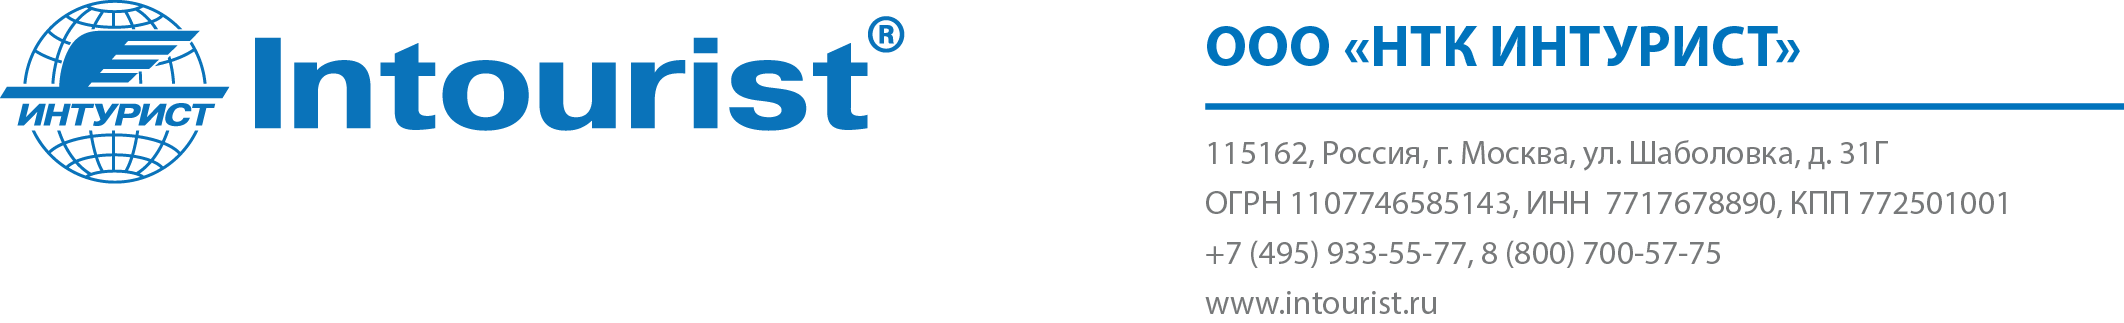 ИНТУРИСТ
Intourist®
ООО «НТК ИНТУРИСТ»
115162, Россия, г. Москва, ул. Шаболовка, д. 31Г
ОГРН 1107746585143, ИНН 7717678890, КПП 772501001
+7 (495) 933-55-77, 8 (800) 700-57-75
www.intourist.ru